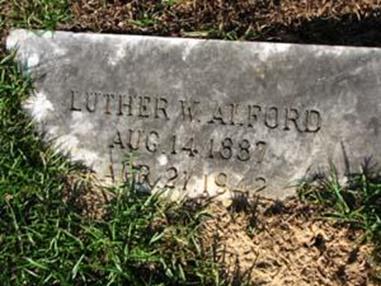 LUTHER W. ALFORD
AUG. 14, 1887
21